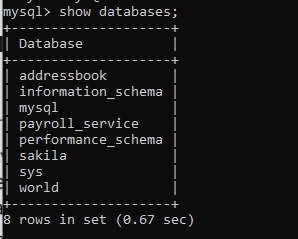 mysql> show databases;
+--------------------+
| Database           |
+--------------------+
| addressbook        |
| information_schema |
| mysql              |
| payroll_service    |
| performance_schema |
| sakila             |
| sys                |
| world              |
+--------------------+
8 rows in set (0.67 sec)